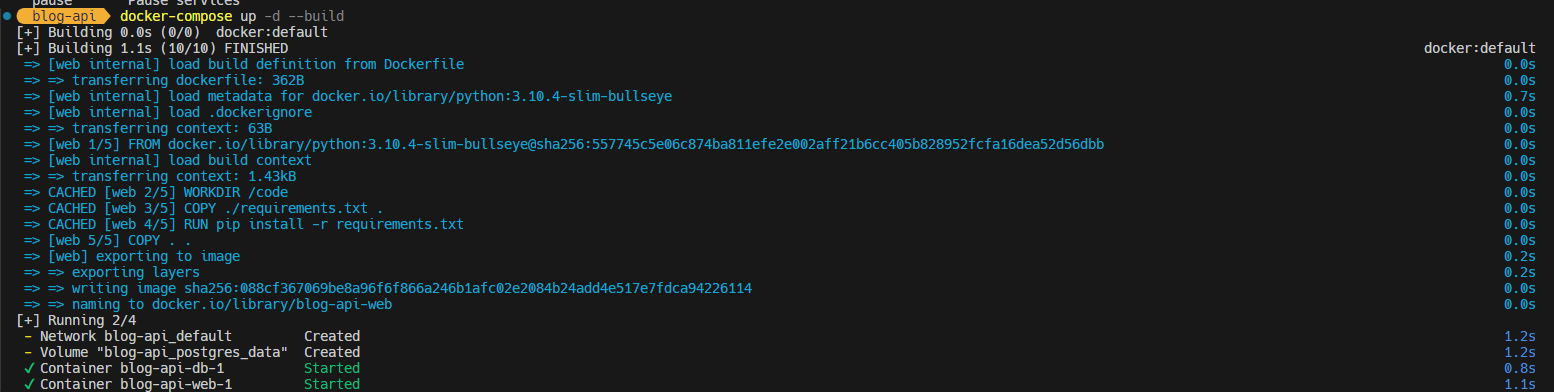 pause Pause services
blog-api docker-compose up -d --build
[+] Building 0.0s (0/0) docker:default
[+] Building 1.1s (10/10) FINISHED docker:default
=> [web internal] load build definition from Dockerfile 0.0s
=> => transferring dockerfile: 362B 0.0s
=> [web internal] load metadata for docker.io/library/python:3.10.4-slim-bullseye 0.7s
=> [web internal] load .dockerignore 0.0s
=> => transferring context: 63B 0.0s
=> [web 1/5] FROM docker.io/library/python:3.10.4-slim-bullseye@sha256:557745c5e06c874ba811efe2e002aff21b6cc405b828952fcfa16dea52d56dbb 0.0s
=> [web internal] load build context 0.0s
=> => transferring context: 1.43kB 0.0s
=> CACHED [web 2/5] WORKDIR /code 0.0s
=> CACHED [web 3/5] COPY ./requirements.txt . 0.0s
=> CACHED [web 4/5] RUN pip install -r requirements.txt 0.0s
=> [web 5/5] COPY . . 0.0s
=> [web] exporting to image 0.2s
=> => exporting layers 0.2s
=> => writing image sha256:088cf367069be8a96f6f866a246b1afc02e2084b24add4e517e7fdca94226114 0.0s
=> => naming to docker.io/library/blog-api-web 0.0s
[+] Running 2/4
- Network blog-api_default Created 1.2s
- Volume "blog-api_postgres_data" Created 1.2s
✔ Container blog-api-db-1 Started 0.8s
✔ Container blog-api-web-1 Started 1.1s